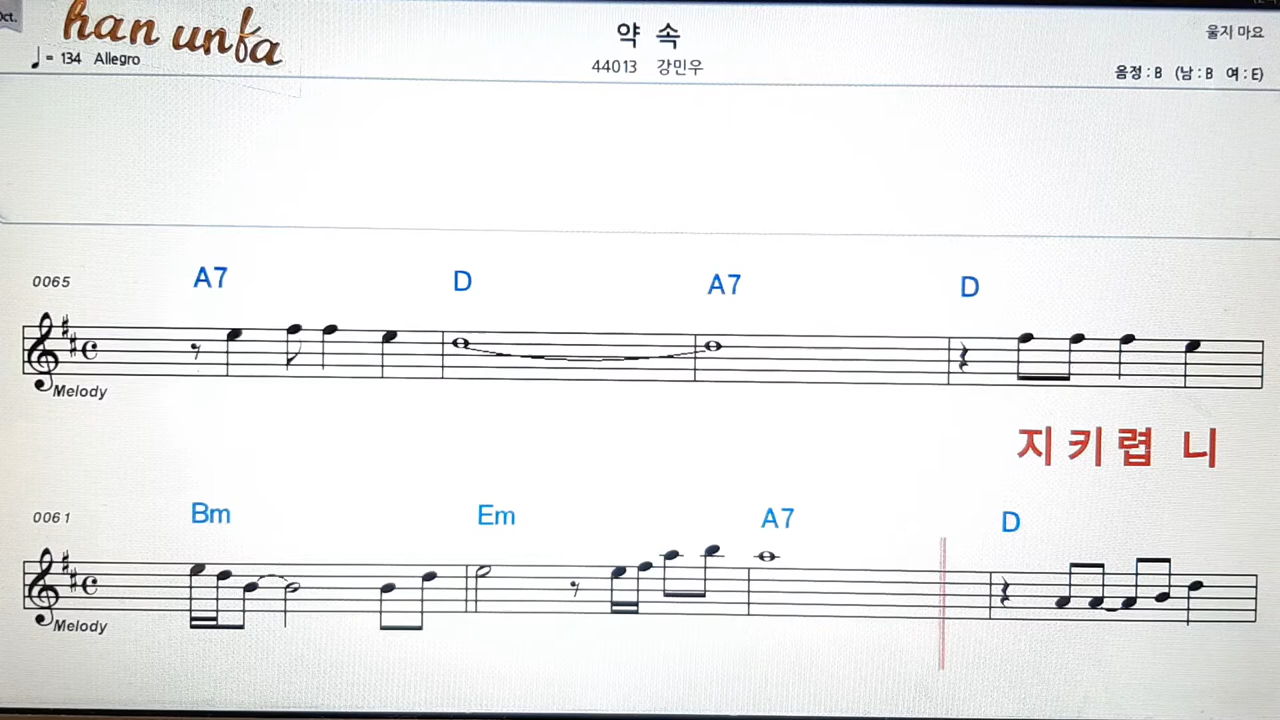 Oct.
han unfa
약 속
울지 마요
♩= 134 Allegro
44013 강민우
음정 : B (남 : B 여 : E)
0065 A7 D A7 D
Melody
지 키 렵 니
0061 Bm Em A7 D
Melody